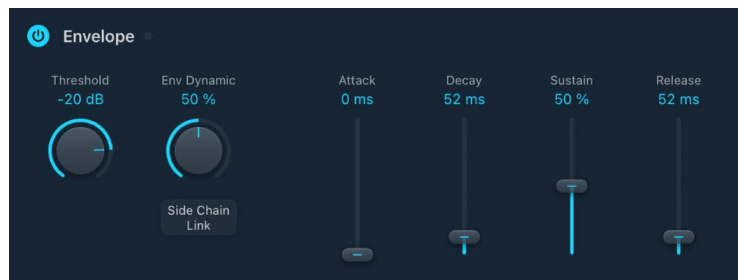 Envelope
Threshold
-20 dB
Env Dynamic
50 %
Side Chain
Link
Attack
0 ms
Decay
52 ms
Sustain
50 %
Release
52 ms